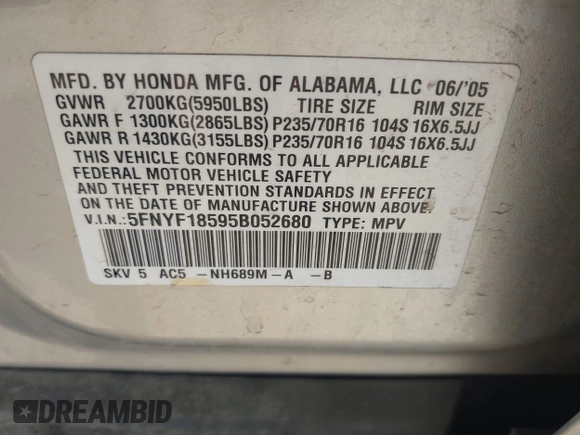 MFD. BY HONDA MFG. OF ALABAMA, LLC 06/'05
GVWR 2700KG(5950LBS) TIRE SIZE RIM SIZE
GAWR F 1300KG(2865LBS) P235/70R16 104S 16X6.5JJ
GAWR R 1430KG(3155LBS) P235/70R16 104S 16X6.5JJ
THIS VEHICLE CONFORMS TO ALL APPLICABLE
FEDERAL MOTOR VEHICLE SAFETY
AND THEFT PREVENTION STANDARDS IN EFFECT
ON THE DATE OF MANUFACTURE SHOWN ABOVE.
V.I.N.:5FNYF18595B052680 TYPE: MPV
SKV 5 AC5 -NH689M-A -B
DREAMBID